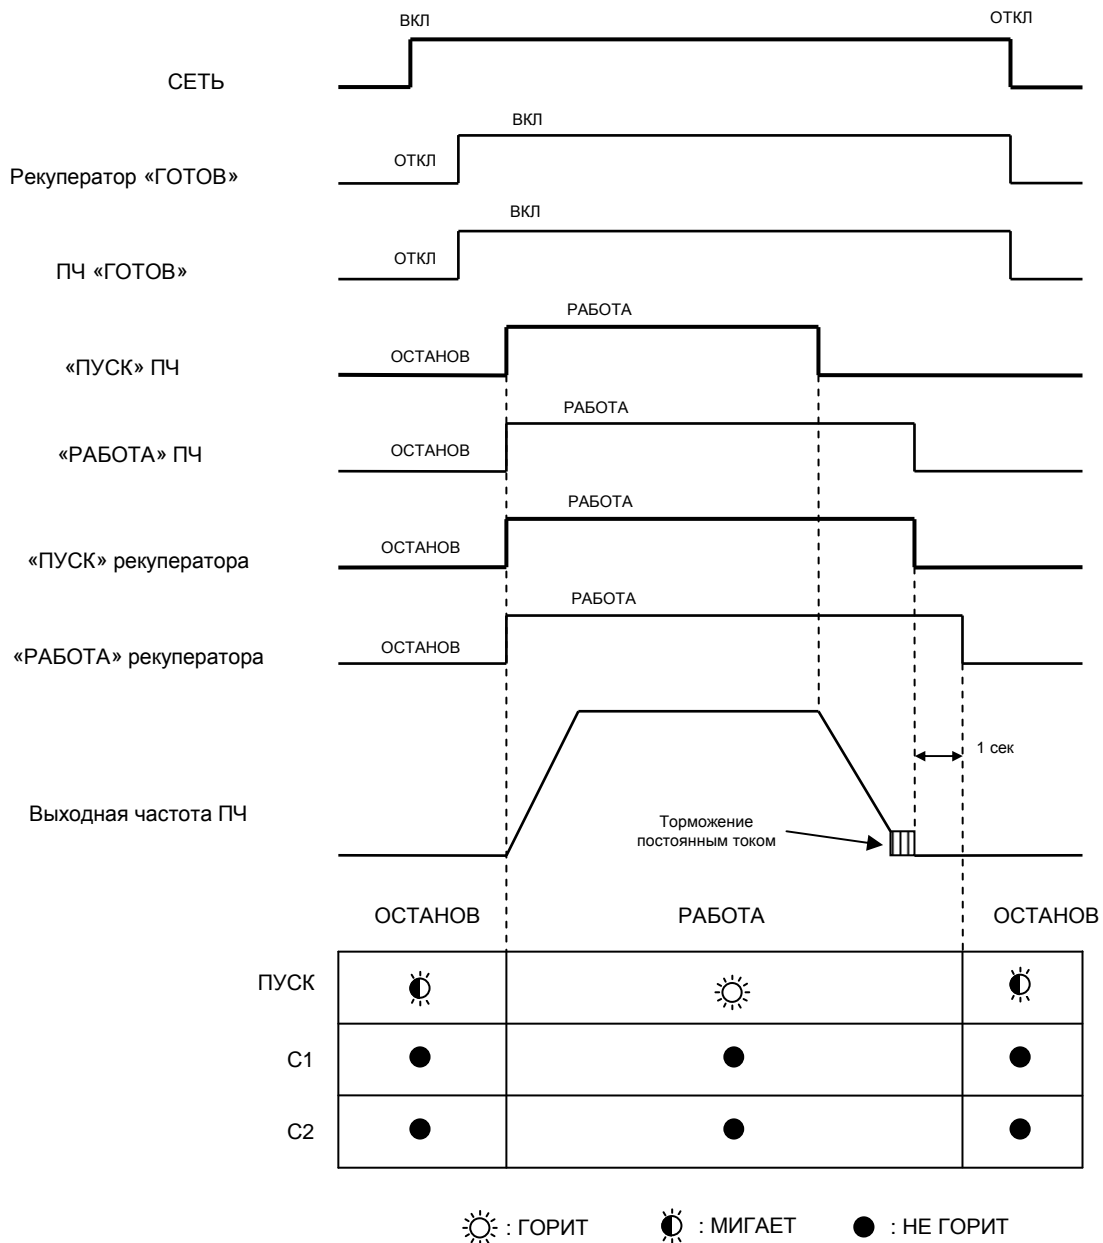 ВКЛ
ОТКЛ
СЕТЬ
ВКЛ
ОТКЛ
Рекуператор «ГОТОВ»
ВКЛ
ОТКЛ
ПЧ «ГОТОВ»
РАБОТА
ОСТАНОВ
«ПУСК» ПЧ
РАБОТА
ОСТАНОВ
«РАБОТА» ПЧ
РАБОТА
ОСТАНОВ
«ПУСК» рекуператора
РАБОТА
ОСТАНОВ
«РАБОТА» рекуператора
1 сек
Выходная частота ПЧ
Торможение
постоянным током
ОСТАНОВ РАБОТА ОСТАНОВ
ПУСК
С1
С2
: ГОРИТ : МИГАЕТ : НЕ ГОРИТ